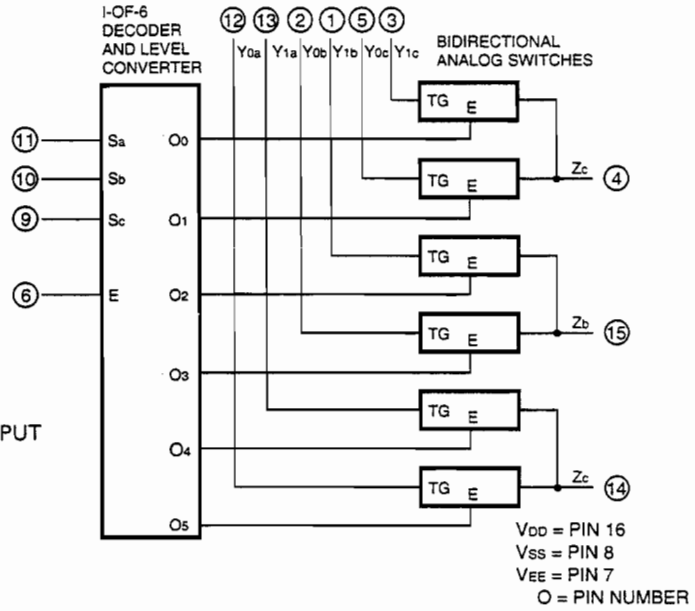 I-OF-6
DECODER
AND LEVEL
CONVERTER
12 13 2 1 5 3
Y0a Y1a Y0b Y1b Y0c Y1c
BIDIRECTIONAL
ANALOG SWITCHES
TG E
11 Sa O0
10 Sb TG E Zc 4
9 Sc O1
TG E
6 E O2
TG E Zb 15
O3
TG E
PUT
O4
TG E Zc 14
O5
VDD = PIN 16
VSS = PIN 8
VEE = PIN 7
O = PIN NUMBER